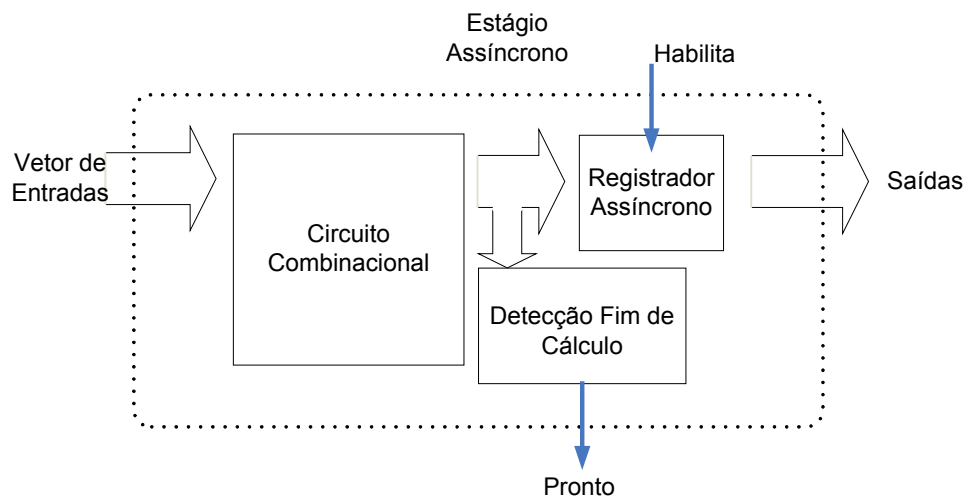 Estágio
Assíncrono
Habilita
Vetor de
Entradas
Circuito
Combinacional
Registrador
Assíncrono
Saídas
Detecção Fim de
Cálculo
Pronto